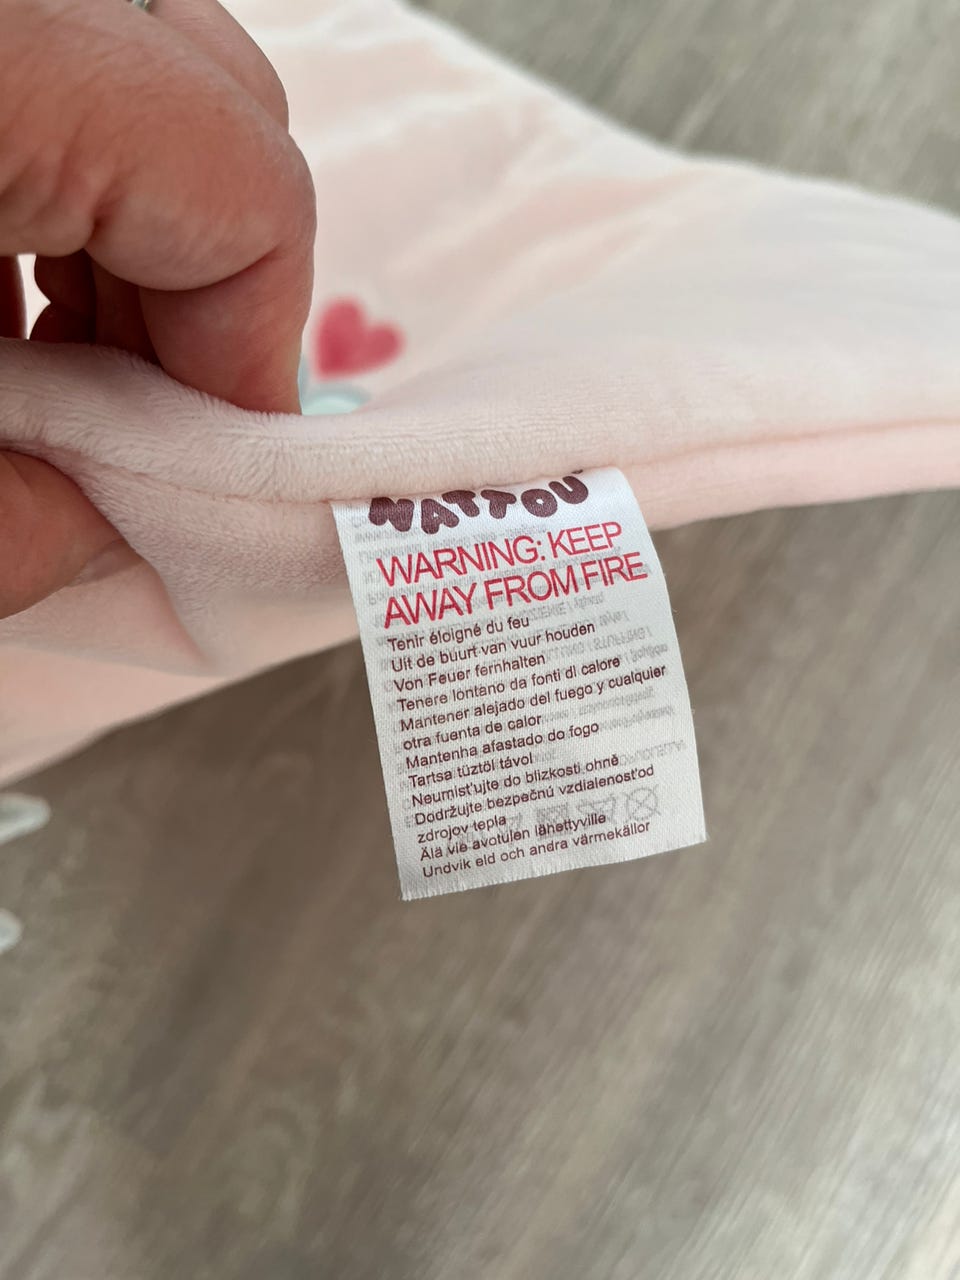 NATTOU
WARNING: KEEP
AWAY FROM FIRE
Tenir éloigné du feu
Uit de buurt van vuur houden
Von Feuer fernhalten
Tenere lontano da fonti di calore
Mantener alejado del fuego y cualquier
otra fuenta de calor
Mantenha afastado do fogo
Tartsa tüztöl távol
Neumisťujte do blizkosti ohně
Dodržujte bezpečnú vzdialenosťod
zdrojov tepla
Älä vie avotulen lähettyville
Undvik eld och andra värmekällor